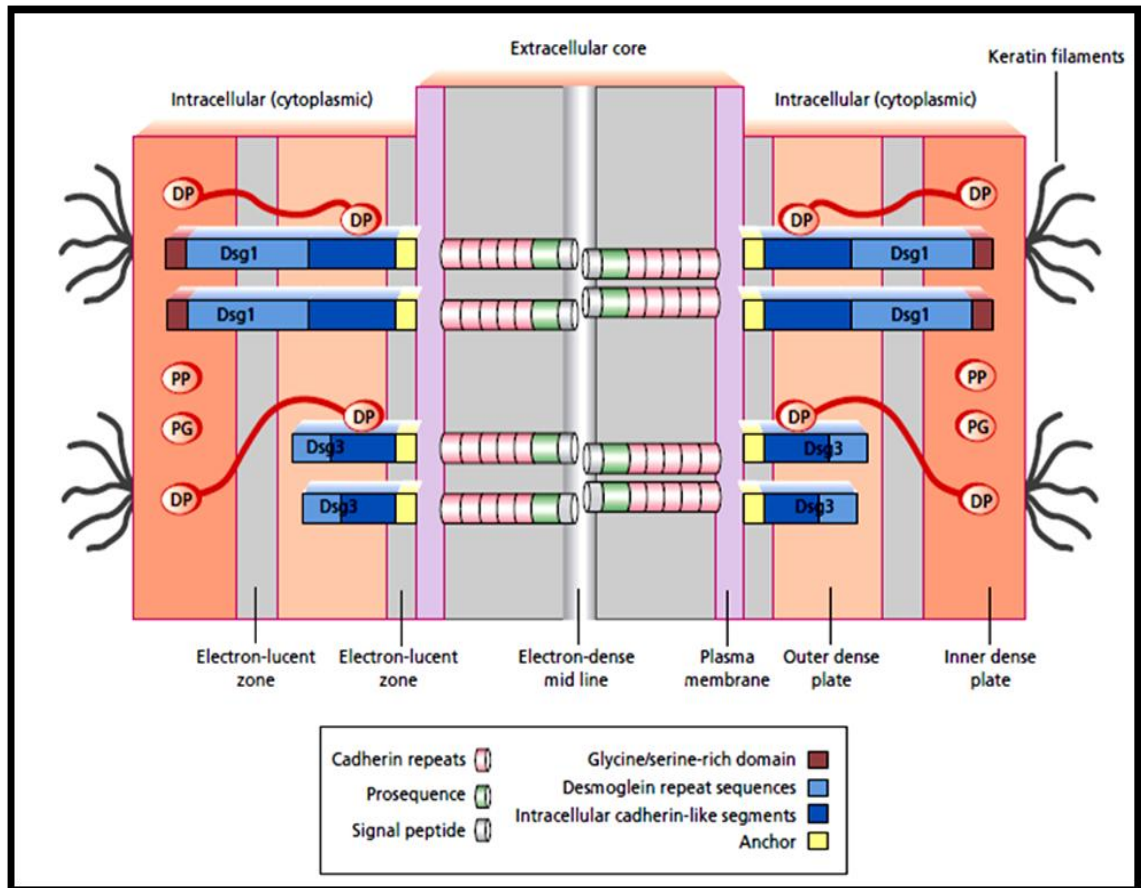 Extracellular core
Keratin filaments
Intracellular (cytoplasmic)
Intracellular (cytoplasmic)
DP
DP
DP
DP
Dsg1
Dsg1
Dsg1
Dsg1
PP
PP
PG
PG
DP
DP
Dsg3
Dsg3
DP
DP
Dsg3
Dsg3
Electron-lucent
zone
Electron-lucent
zone
Electron-dense
mid line
Plasma
membrane
Outer dense
plate
Inner dense
plate
Cadherin repeats
Prosequence
Signal peptide
Glycine/serine-rich domain
Desmoglein repeat sequences
Intracellular cadherin-like segments
Anchor